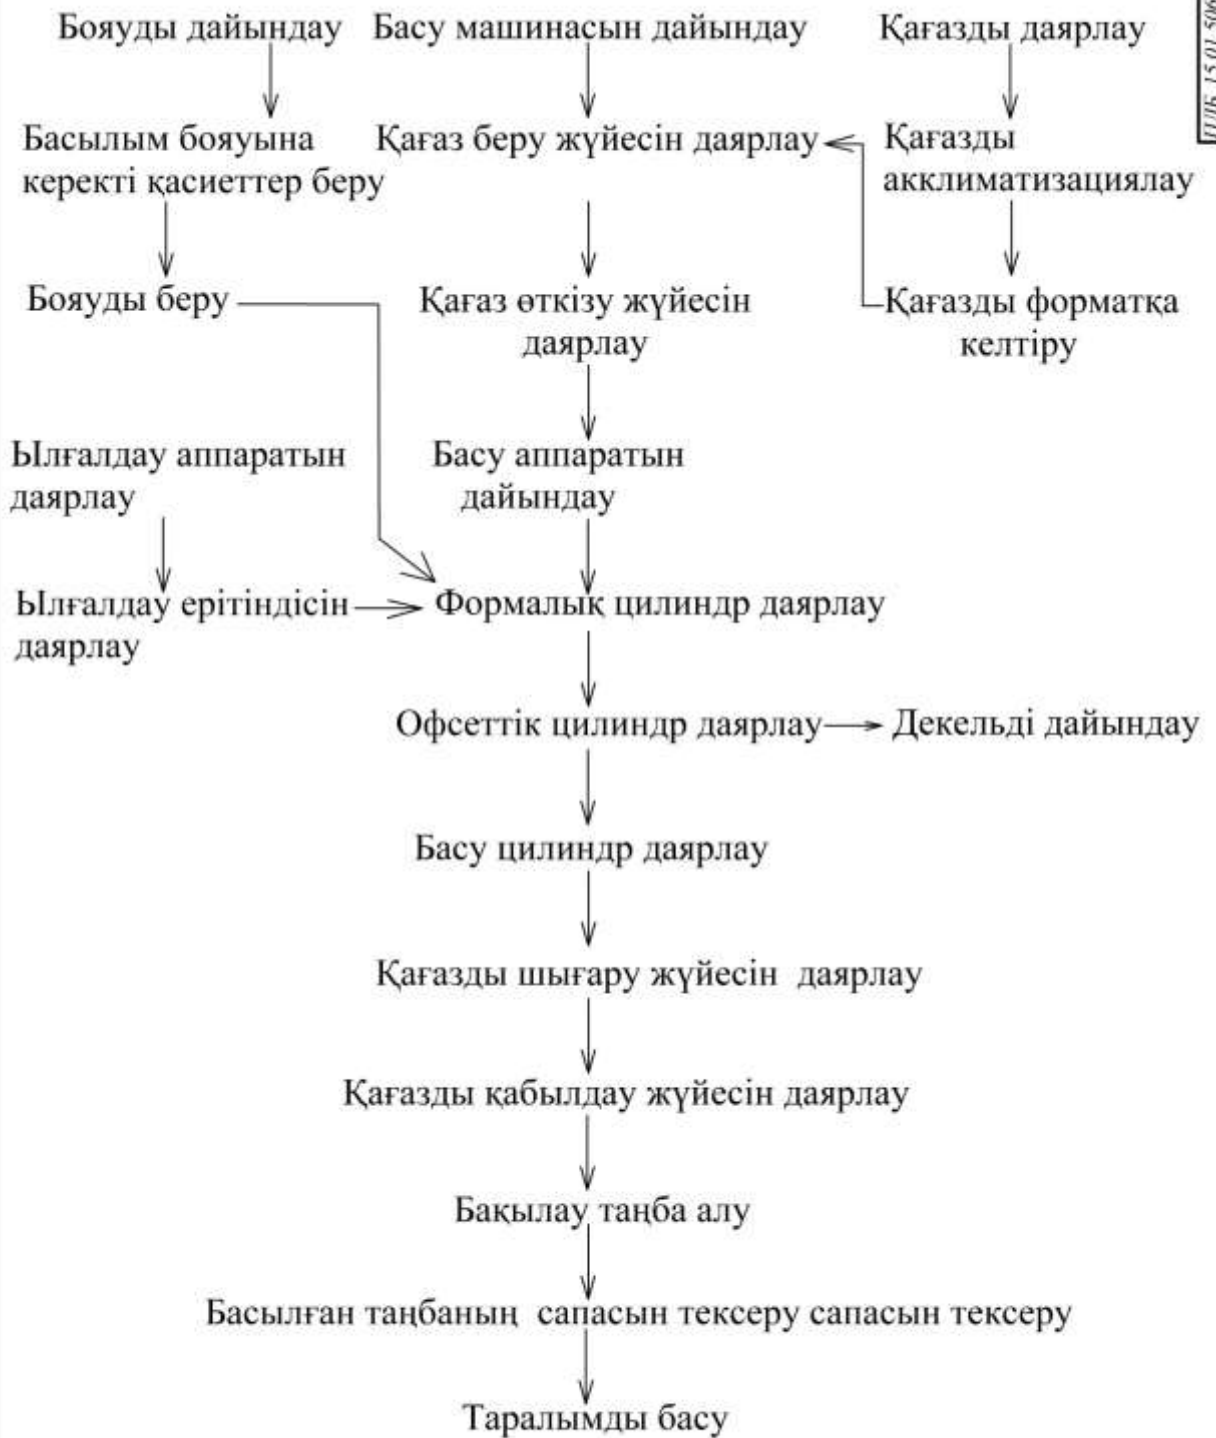 Бояуды дайындау
Басу машинасын дайындау
Қағазды даярлау
Басылым бояуына
керекті қасиеттер беру
Қағаз беру жүйесін даярлау
Қағазды
акклиматизациялау
Бояуды беру
Қағаз өткізу жүйесін
даярлау
Қағазды форматқа
келтіру
Ылғалдау аппаратын
даярлау
Басу аппаратын
дайындау
Ылғалдау ерітіндісін
даярлау
Формалық цилиндр даярлау
Офсеттік цилиндр даярлау
Декельді дайындау
Басу цилиндр даярлау
Қағазды шығару жүйесін даярлау
Қағазды қабылдау жүйесін даярлау
Бақылау таңба алу
Басылған таңбаның сапасын тексеру сапасын тексеру
Таралымды басу